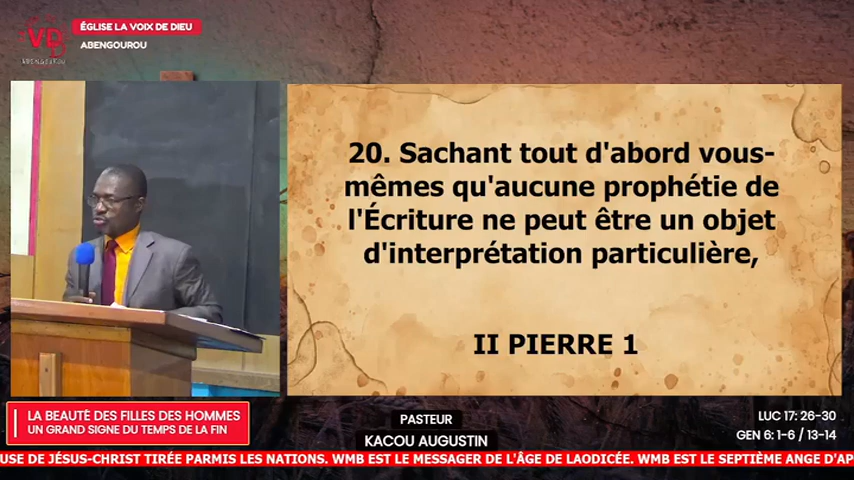 VD
ÉGLISE LA VOIX DE DIEU
ABENGOUROU
20. Sachant tout d'abord vous-
mêmes qu'aucune prophétie de
l'Écriture ne peut être un objet
d'interprétation particulière,
II PIERRE 1
LA BEAUTÉ DES FILLES DES HOMMES
UN GRAND SIGNE DU TEMPS DE LA FIN
PASTEUR
KACOU AUGUSTIN
LUC 17: 26-30
GEN 6: 1-6 / 13-14
USE DE JÉSUS-CHRIST TIRÉE PARMIS LES NATIONS. WMB EST LE MESSAGER DE L'ÂGE DE LAODICÉE. WMB EST LE SEPTIÈME ANGE D'AP